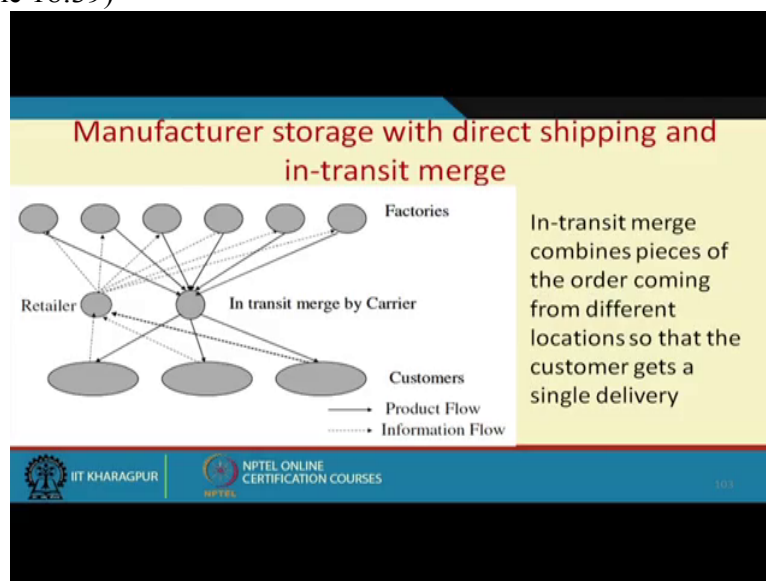 Manufacturer storage with direct shipping and
in-transit merge
Factories
Retailer
In transit merge by Carrier
Customers
Product Flow
Information Flow
In-transit merge
combines pieces of
the order coming
from different
locations so that the
customer gets a
single delivery
IIT KHARAGPUR
NPTEL
NPTEL ONLINE
CERTIFICATION COURSES
103